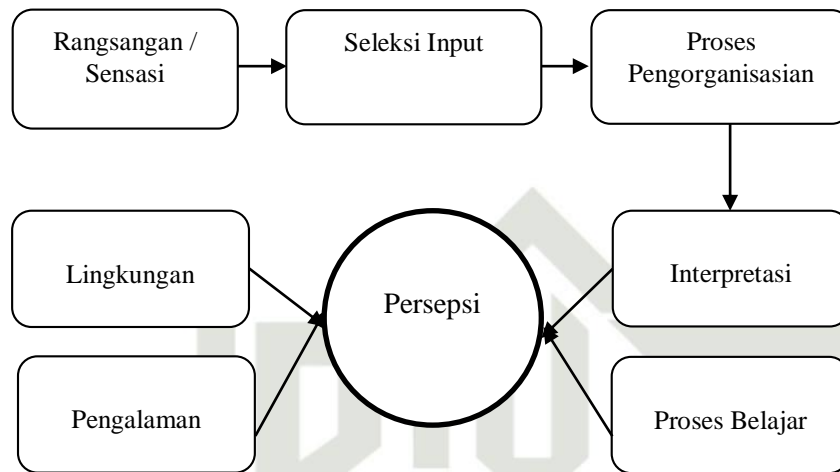 Rangsangan /
Sensasi
Seleksi Input
Proses
Pengorganisasian
Lingkungan
Persepsi
Interpretasi
Pengalaman
Proses Belajar